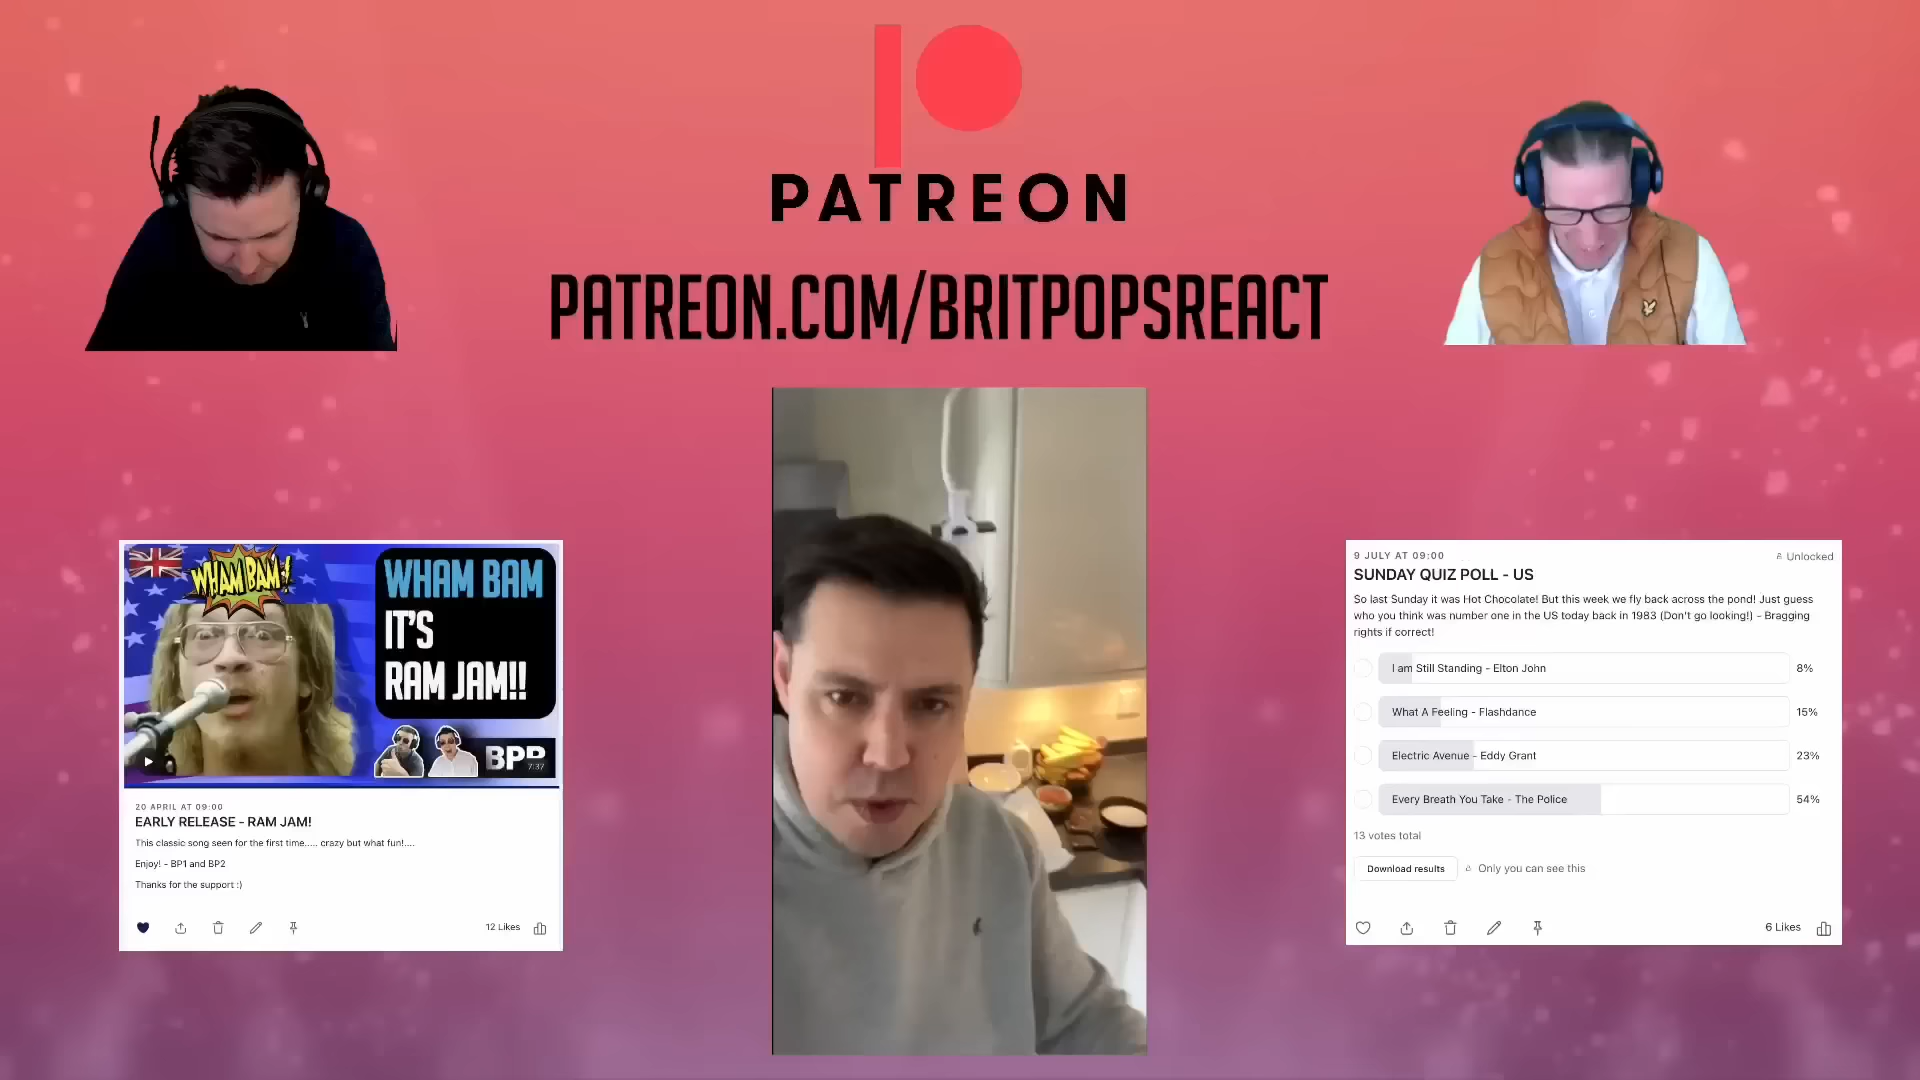 PATREON
PATREON.COM/BRITPOPSREACT
WHAM BAM!
WHAM BAM
IT'S
RAM JAM!!
BPR
7:37
20 APRIL AT 09:00
EARLY RELEASE - RAM JAM!
This classic song seen for the first time..... crazy but what fun!....
Enjoy! - BP1 and BP2
Thanks for the support :)
12 Likes
9 JULY AT 09:00
Unlocked
SUNDAY QUIZ POLL - US
So last Sunday it was Hot Chocolate! But this week we fly back across the pond! Just guess
who you think was number one in the US today back in 1983 (Don't go looking!) - Bragging
rights if correct!
I am Still Standing - Elton John 8%
What A Feeling - Flashdance 15%
Electric Avenue - Eddy Grant 23%
Every Breath You Take - The Police 54%
13 votes total
Download results
Only you can see this
6 Likes